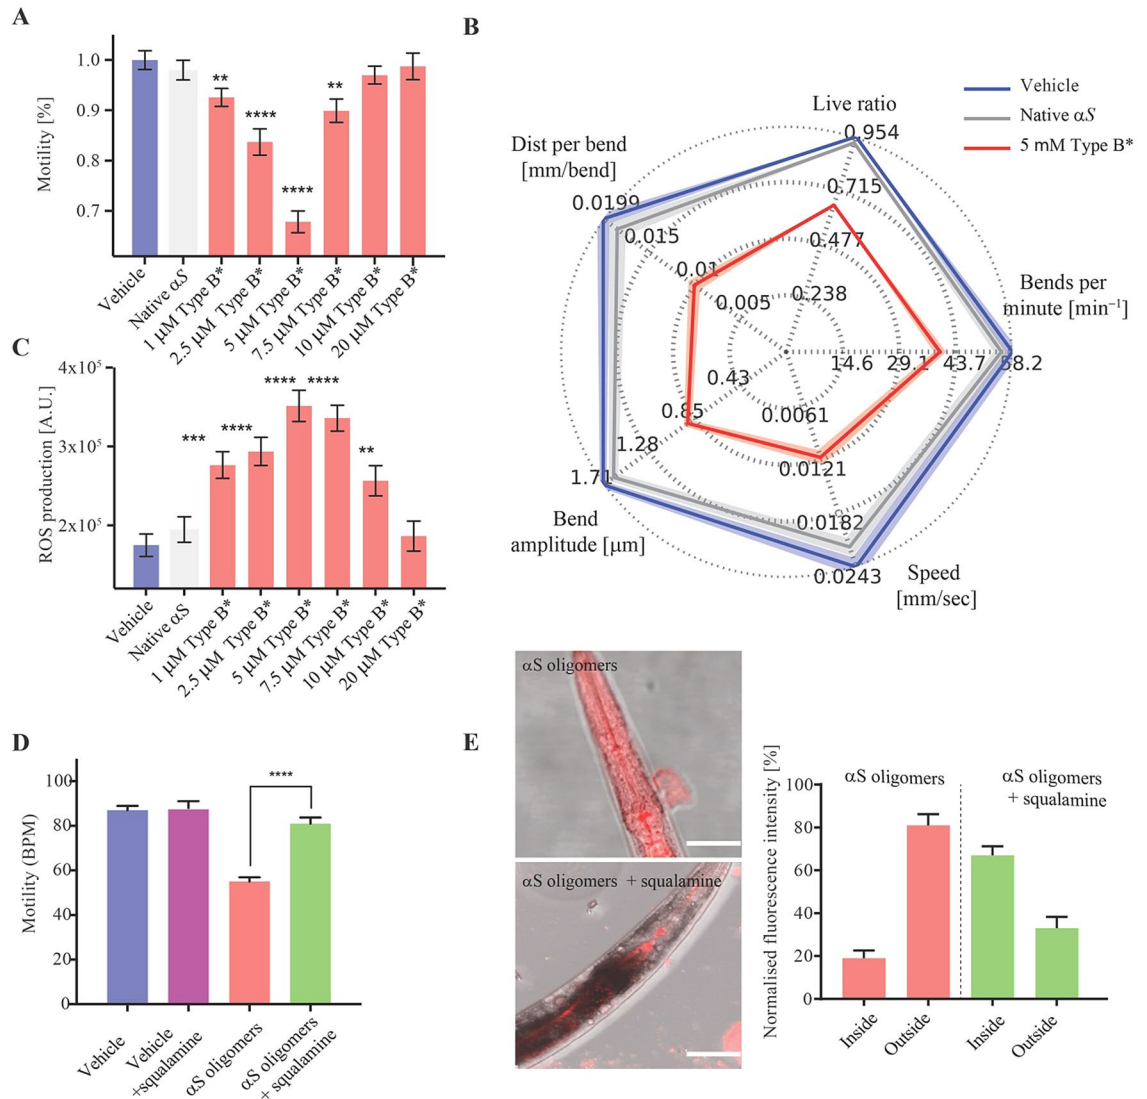 A
Motility [%]
1.0
0.9
0.8
0.7
**
****
****
**
Vehicle
Native αS
1 μM Type B*
2.5 μM Type B*
5 μM Type B*
7.5 μM Type B*
10 μM Type B*
20 μM Type B*
B
Vehicle
Native αS
5 mM Type B*
Live ratio
0.954
0.715
0.477
0.238
Dist per bend
[mm/bend]
0.0199
0.015
0.01
0.005
Bends per
minute [min⁻¹]
14.6
29.1
43.7
58.2
0.43
0.85
1.28
1.71
Bend
amplitude [μm]
0.0061
0.0121
0.0182
0.0243
Speed
[mm/sec]
C
ROS production [A.U.]
4x10⁵
3x10⁵
2x10⁵
***
****
****
****
**
Vehicle
Native αS
1 μM Type B*
2.5 μM Type B*
5 μM Type B*
7.5 μM Type B*
10 μM Type B*
20 μM Type B*
D
Motility (BPM)
100
80
60
40
20
0
****
Vehicle
Vehicle
+squalamine
αS oligomers
αS oligomers
+ squalamine
E
αS oligomers
αS oligomers + squalamine
Normalised fluorescence intensity [%]
100
80
60
40
20
0
αS oligomers
αS oligomers
+ squalamine
Inside
Outside
Inside
Outside